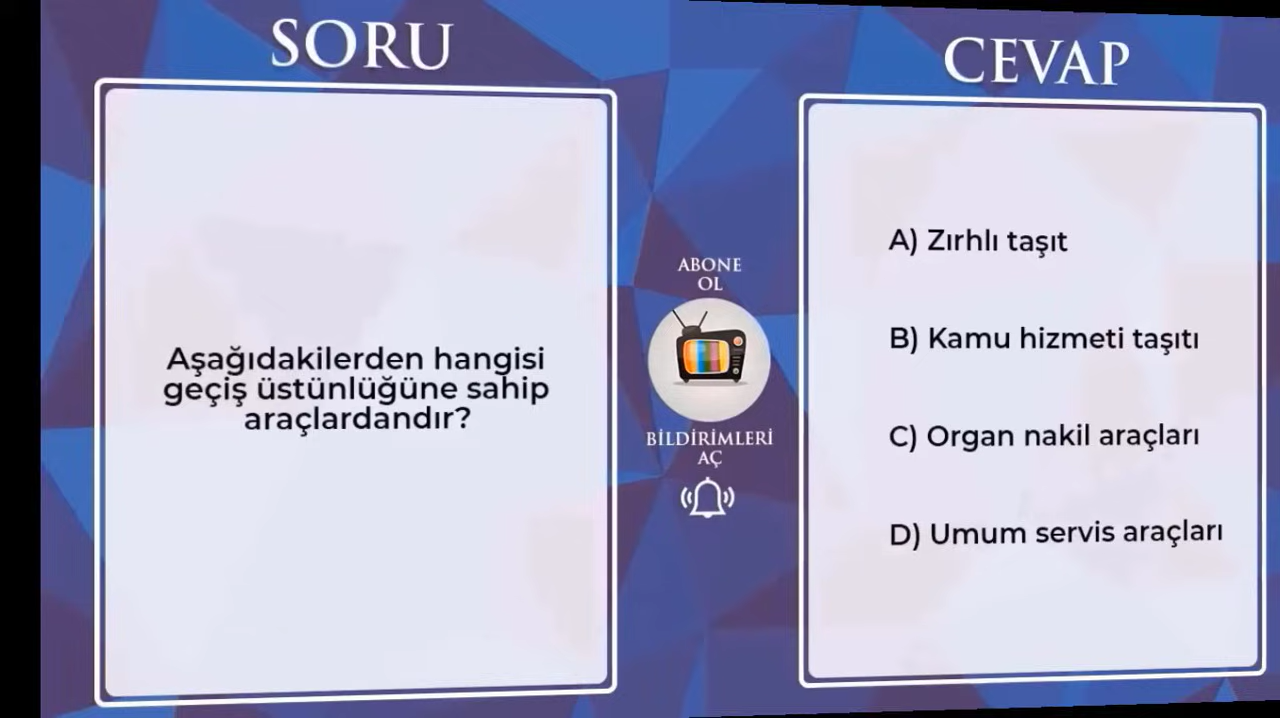 SORU
Aşağıdakilerden hangisi
geçiş üstünlüğüne sahip
araçlardandır?
ABONE
OL
BİLDİRİMLERİ
AÇ
CEVAP
A) Zırhlı taşıt
B) Kamu hizmeti taşıtı
C) Organ nakil araçları
D) Umum servis araçları